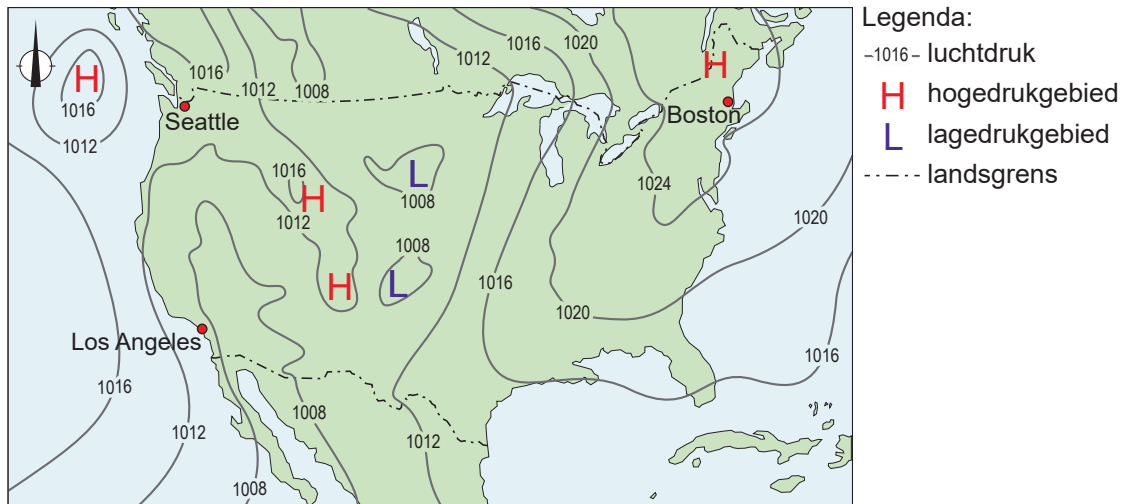 Legenda:
1016 luchtdruk
H hogedrukgebied
L lagedrukgebied
landsgrens
H
1016
1012
Seattle
1016
1012
1008
1012
1016
1020
H
Boston
1024
1020
1016
H
1012
L
1008
1008
L
H
1016
1020
1016
Los Angeles
1016
1012
1008
1008
1012